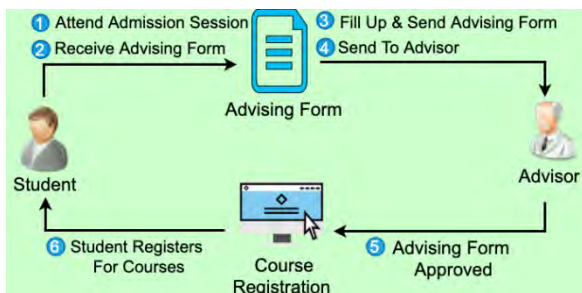 1 Attend Admission Session
2 Receive Advising Form
3 Fill Up & Send Advising Form
4 Send To Advisor
Advising Form
Student
Advisor
6 Student Registers
For Courses
Course
Registration
5 Advising Form
Approved